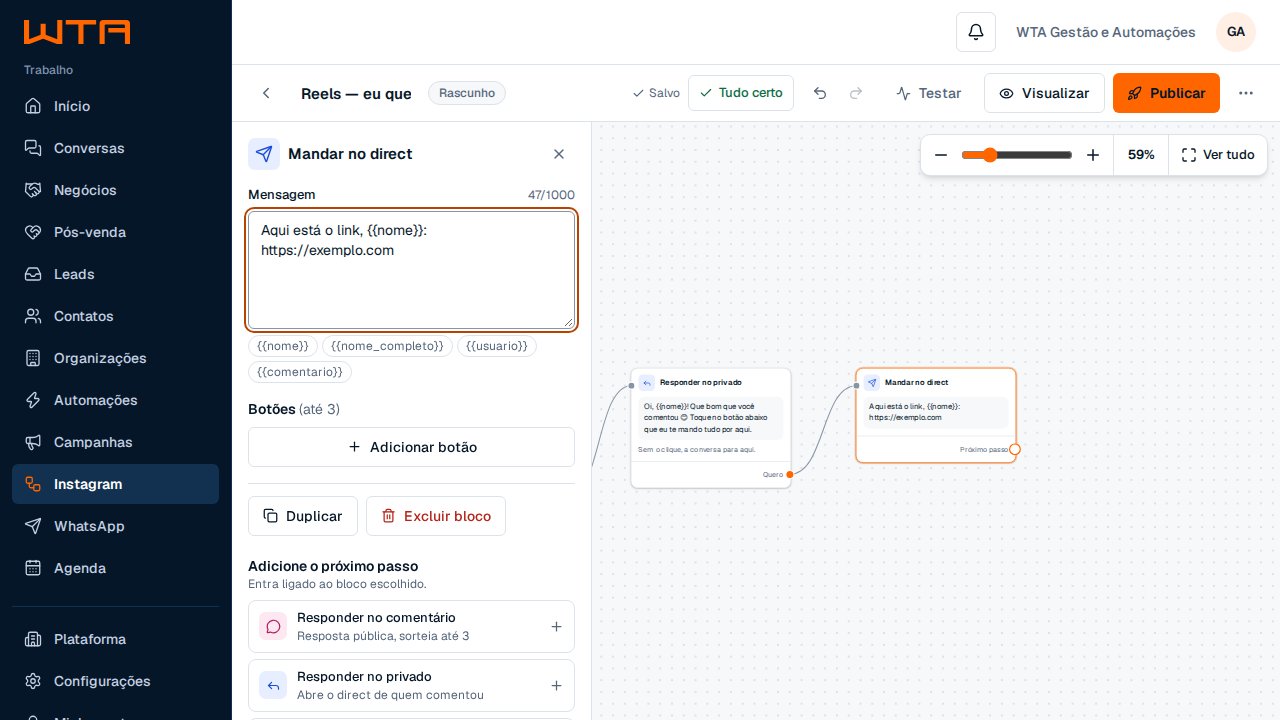 WTA
Trabalho
Início
Conversas
Negócios
Pós-venda
Leads
Contatos
Organizações
Automações
Campanhas
Instagram
WhatsApp
Agenda
Plataforma
Configurações
WTA Gestão e Automações
GA
Reels — eu que
Rascunho
Salvo
Tudo certo
Testar
Visualizar
Publicar
Mandar no direct
Mensagem
47/1000
Aqui está o link, {{nome}}:
https://exemplo.com
{{nome}}
{{nome_completo}}
{{usuario}}
{{comentario}}
Botões (até 3)
Adicionar botão
Duplicar
Excluir bloco
Adicione o próximo passo
Entra ligado ao bloco escolhido.
Responder no comentário
Resposta pública, sorteia até 3
Responder no privado
Abre o direct de quem comentou
59%
Ver tudo
Responder no privado
Oi, {{nome}}! Que bom que você
comentou 😊 Toque no botão abaixo
que eu te mando tudo por aqui.
Sem o clique, a conversa para aqui.
Quero
Mandar no direct
Aqui está o link, {{nome}}:
https://exemplo.com
Próximo passo